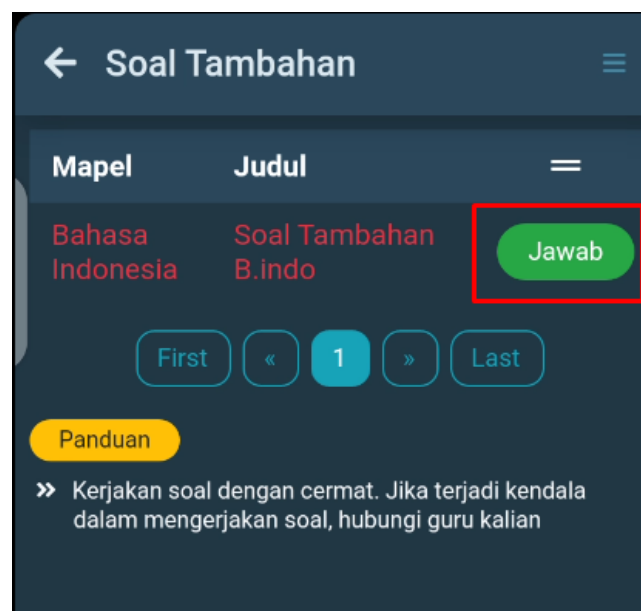 Soal Tambahan
Mapel Judul
Bahasa Soal Tambahan Jawab
Indonesia B.indo
First « 1 » Last
Panduan
» Kerjakan soal dengan cermat. Jika terjadi kendala
dalam mengerjakan soal, hubungi guru kalian